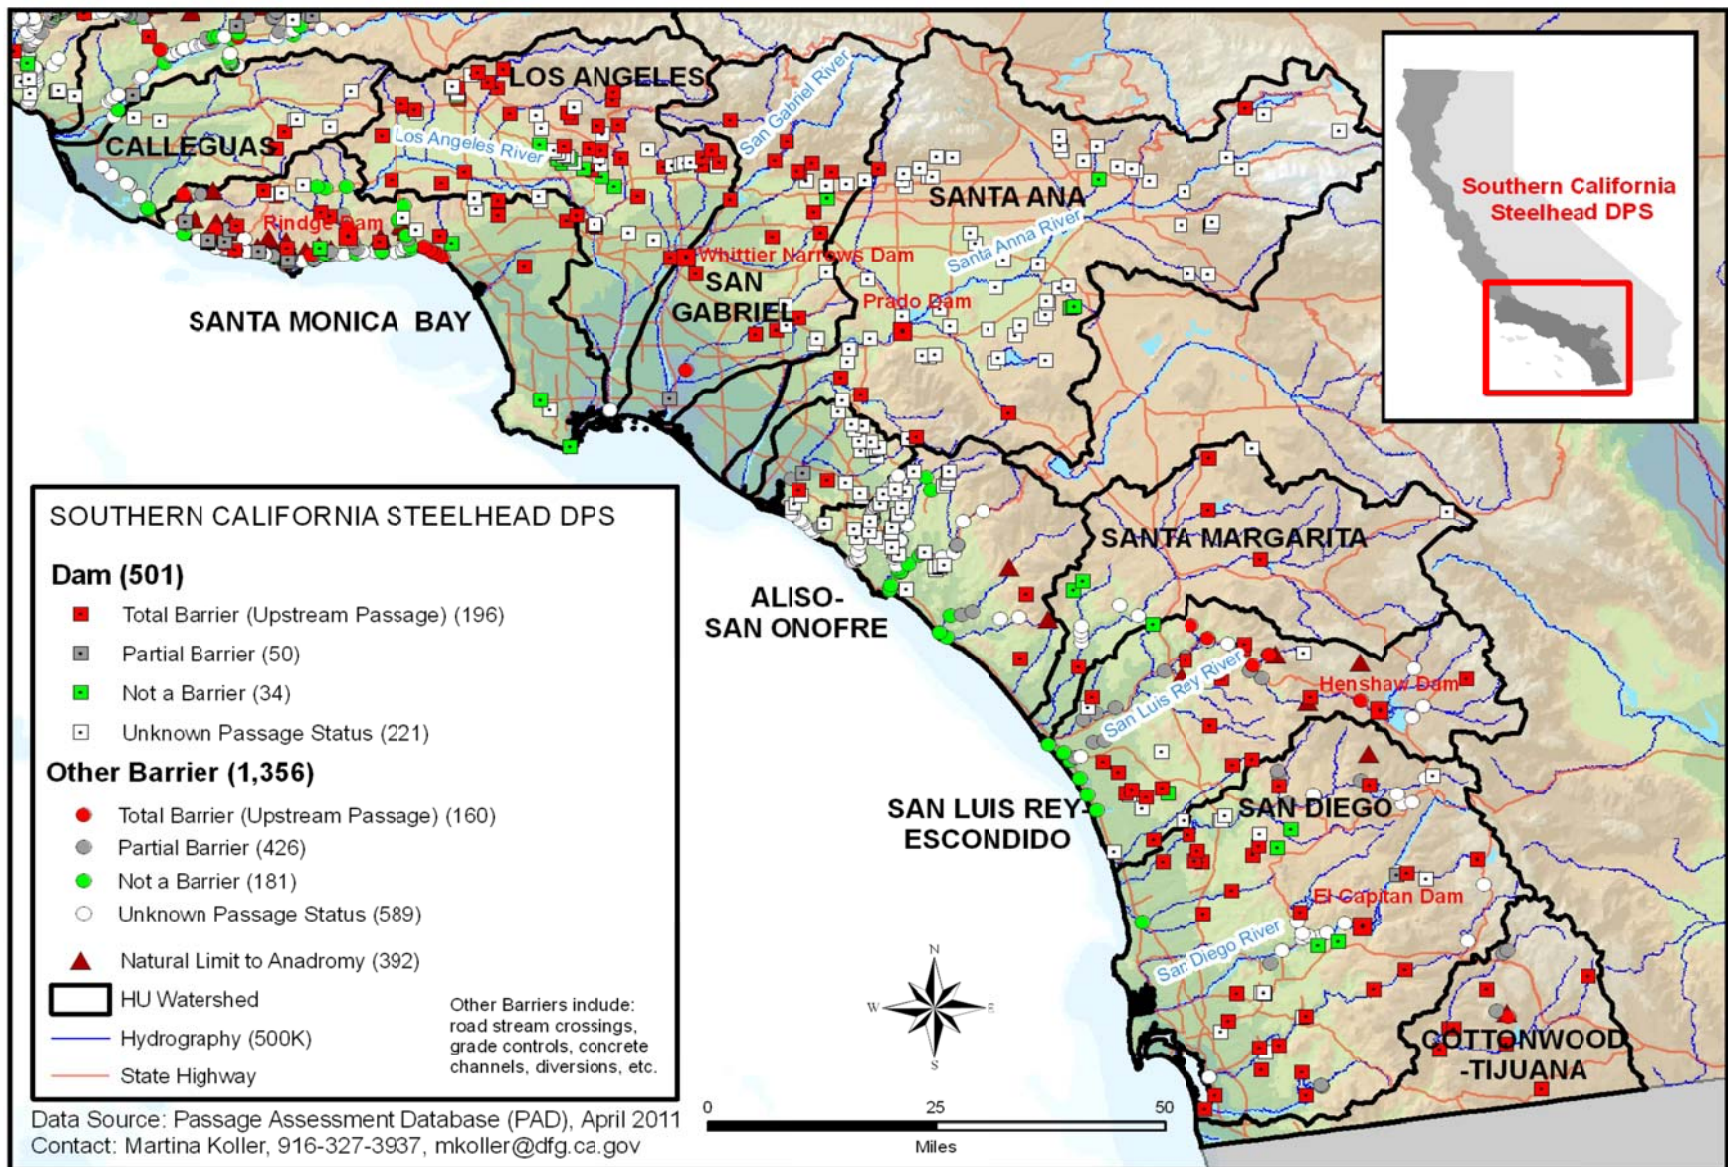 LOS ANGELES
San Gabriel River
CALLEGUAS
Los Angeles River
SANTA ANA
Southern California
Steelhead DPS
Rindge Dam
Santa Anna River
Whittier Narrows Dam
SAN
GABRIEL
Prado Dam
SANTA MONICA BAY
SOUTHERN CALIFORNIA STEELHEAD DPS
Dam (501)
Total Barrier (Upstream Passage) (196)
Partial Barrier (50)
Not a Barrier (34)
Unknown Passage Status (221)
Other Barrier (1,356)
Total Barrier (Upstream Passage) (160)
Partial Barrier (426)
Not a Barrier (181)
Unknown Passage Status (589)
Natural Limit to Anadromy (392)
HU Watershed
Hydrography (500K)
State Highway
Other Barriers include:
road stream crossings,
grade controls, concrete
channels, diversions, etc.
SANTA MARGARITA
ALISO-
SAN ONOFRE
San Luis Rey River
Henshaw Dam
SAN LUIS REY-
ESCONDIDO
SAN DIEGO
El Capitan Dam
San Diego River
COTTONWOOD
-TIJUANA
N
W
E
S
0 25 50
Miles
Data Source: Passage Assessment Database (PAD), April 2011
Contact: Martina Koller, 916-327-3937, mkoller@dfg.ca.gov